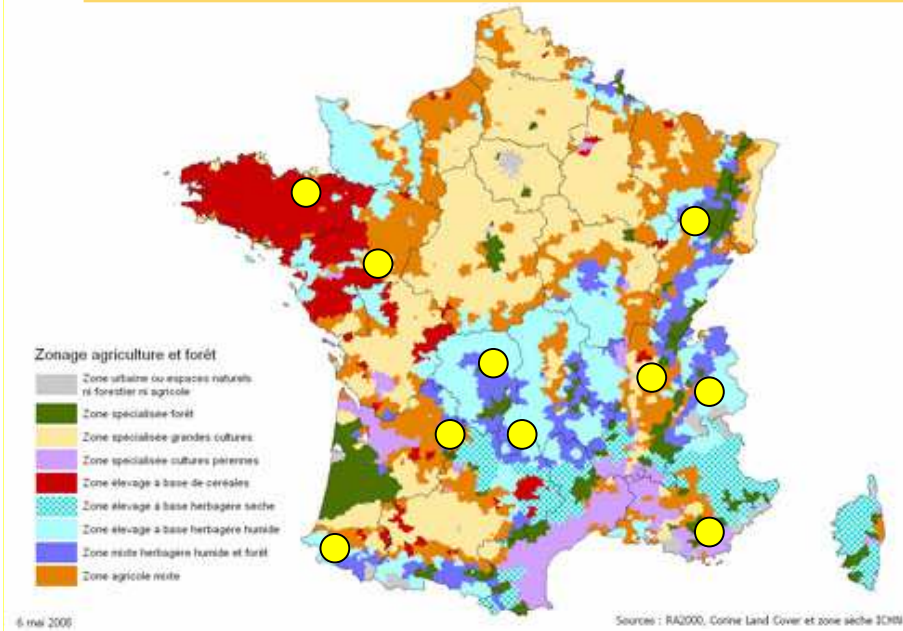 Zonage agriculture et forêt
Zone urbaine ou espaces naturels
ni forestier ni agricole
Zone spécialisée forêt
Zone spécialisée grandes cultures
Zone spécialisée cultures pérennes
Zone élevage à base de céréales
Zone élevage à base herbagère sèche
Zone élevage à base herbagère humide
Zone mixte herbagère humide et forêt
Zone agricole mixte
6 mai 2008
Sources : RA2000, Corine Land Cover et zone sèche